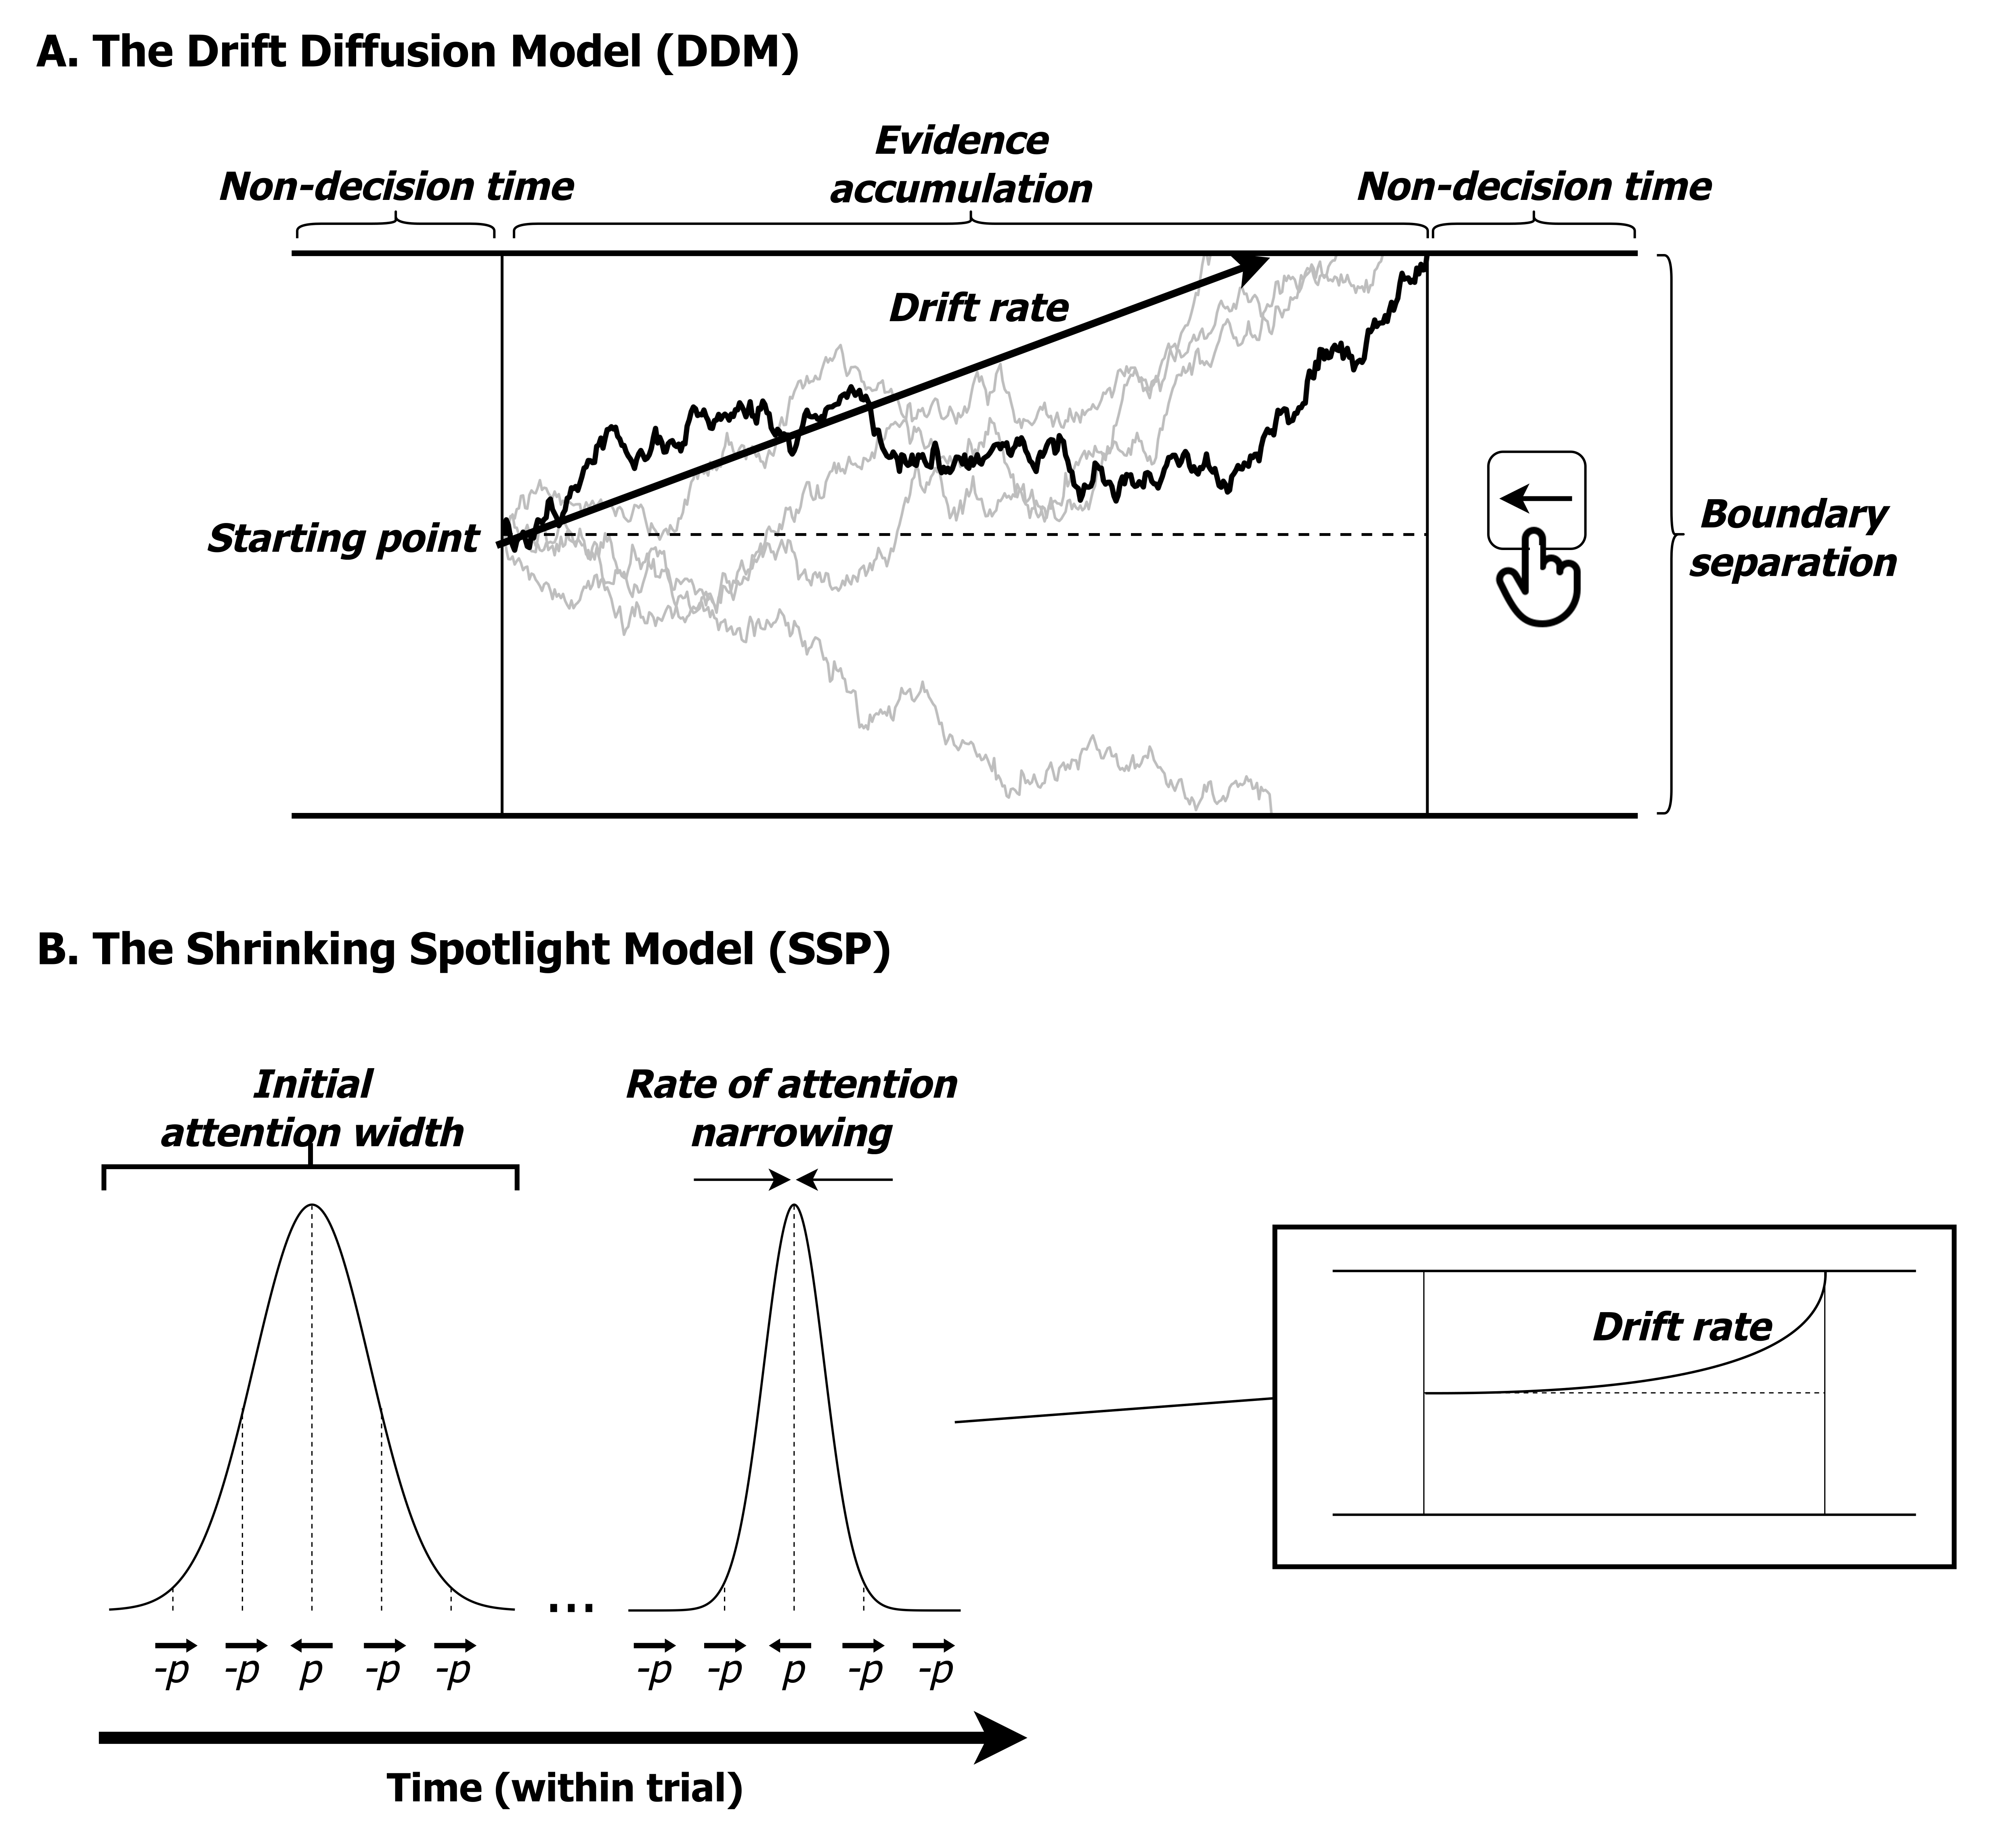 A. The Drift Diffusion Model (DDM)
Evidence
accumulation
Non-decision time
Non-decision time
Drift rate
Starting point
Boundary
separation
B. The Shrinking Spotlight Model (SSP)
Initial
attention width
Rate of attention
narrowing
Drift rate
...
-p -p p -p -p
-p -p p -p -p
Time (within trial)